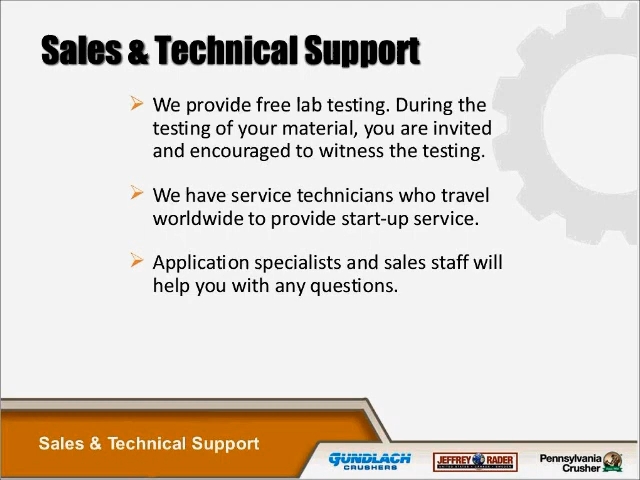 Sales & Technical Support
We provide free lab testing. During the
testing of your material, you are invited
and encouraged to witness the testing.
We have service technicians who travel
worldwide to provide start-up service.
Application specialists and sales staff will
help you with any questions.
Sales & Technical Support
GUNDLACH
CRUSHERS
JEFFREY RADER
Pennsylvania
Crusher